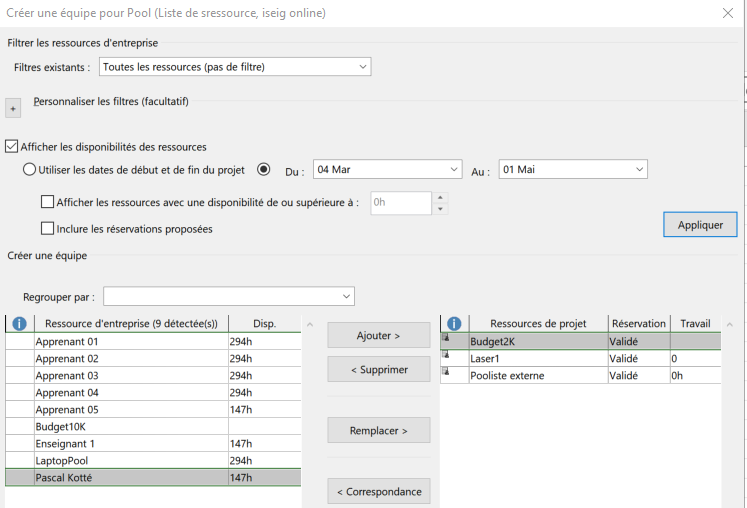 Créer une équipe pour Pool (Liste de sressource, iseig online)
Filtrer les ressources d'entreprise
Filtres existants : Toutes les ressources (pas de filtre)
+ Personnaliser les filtres (facultatif)
Afficher les disponibilités des ressources
Utiliser les dates de début et de fin du projet Du : 04 Mar Au : 01 Mai
Afficher les ressources avec une disponibilité de ou supérieure à : 0h
Inclure les réservations proposées
Appliquer
Créer une équipe
Regrouper par :
Ressource d'entreprise (9 détectée(s)) Disp.
Apprenant 01 294h
Apprenant 02 294h
Apprenant 03 294h
Apprenant 04 294h
Apprenant 05 147h
Budget10K
Enseignant 1 147h
LaptopPool 294h
Pascal Kotté 147h
Ajouter >
< Supprimer
Remplacer >
< Correspondance
Ressources de projet Réservation Travail
Budget2K Validé
Laser1 Validé 0
Pooliste externe Validé 0h